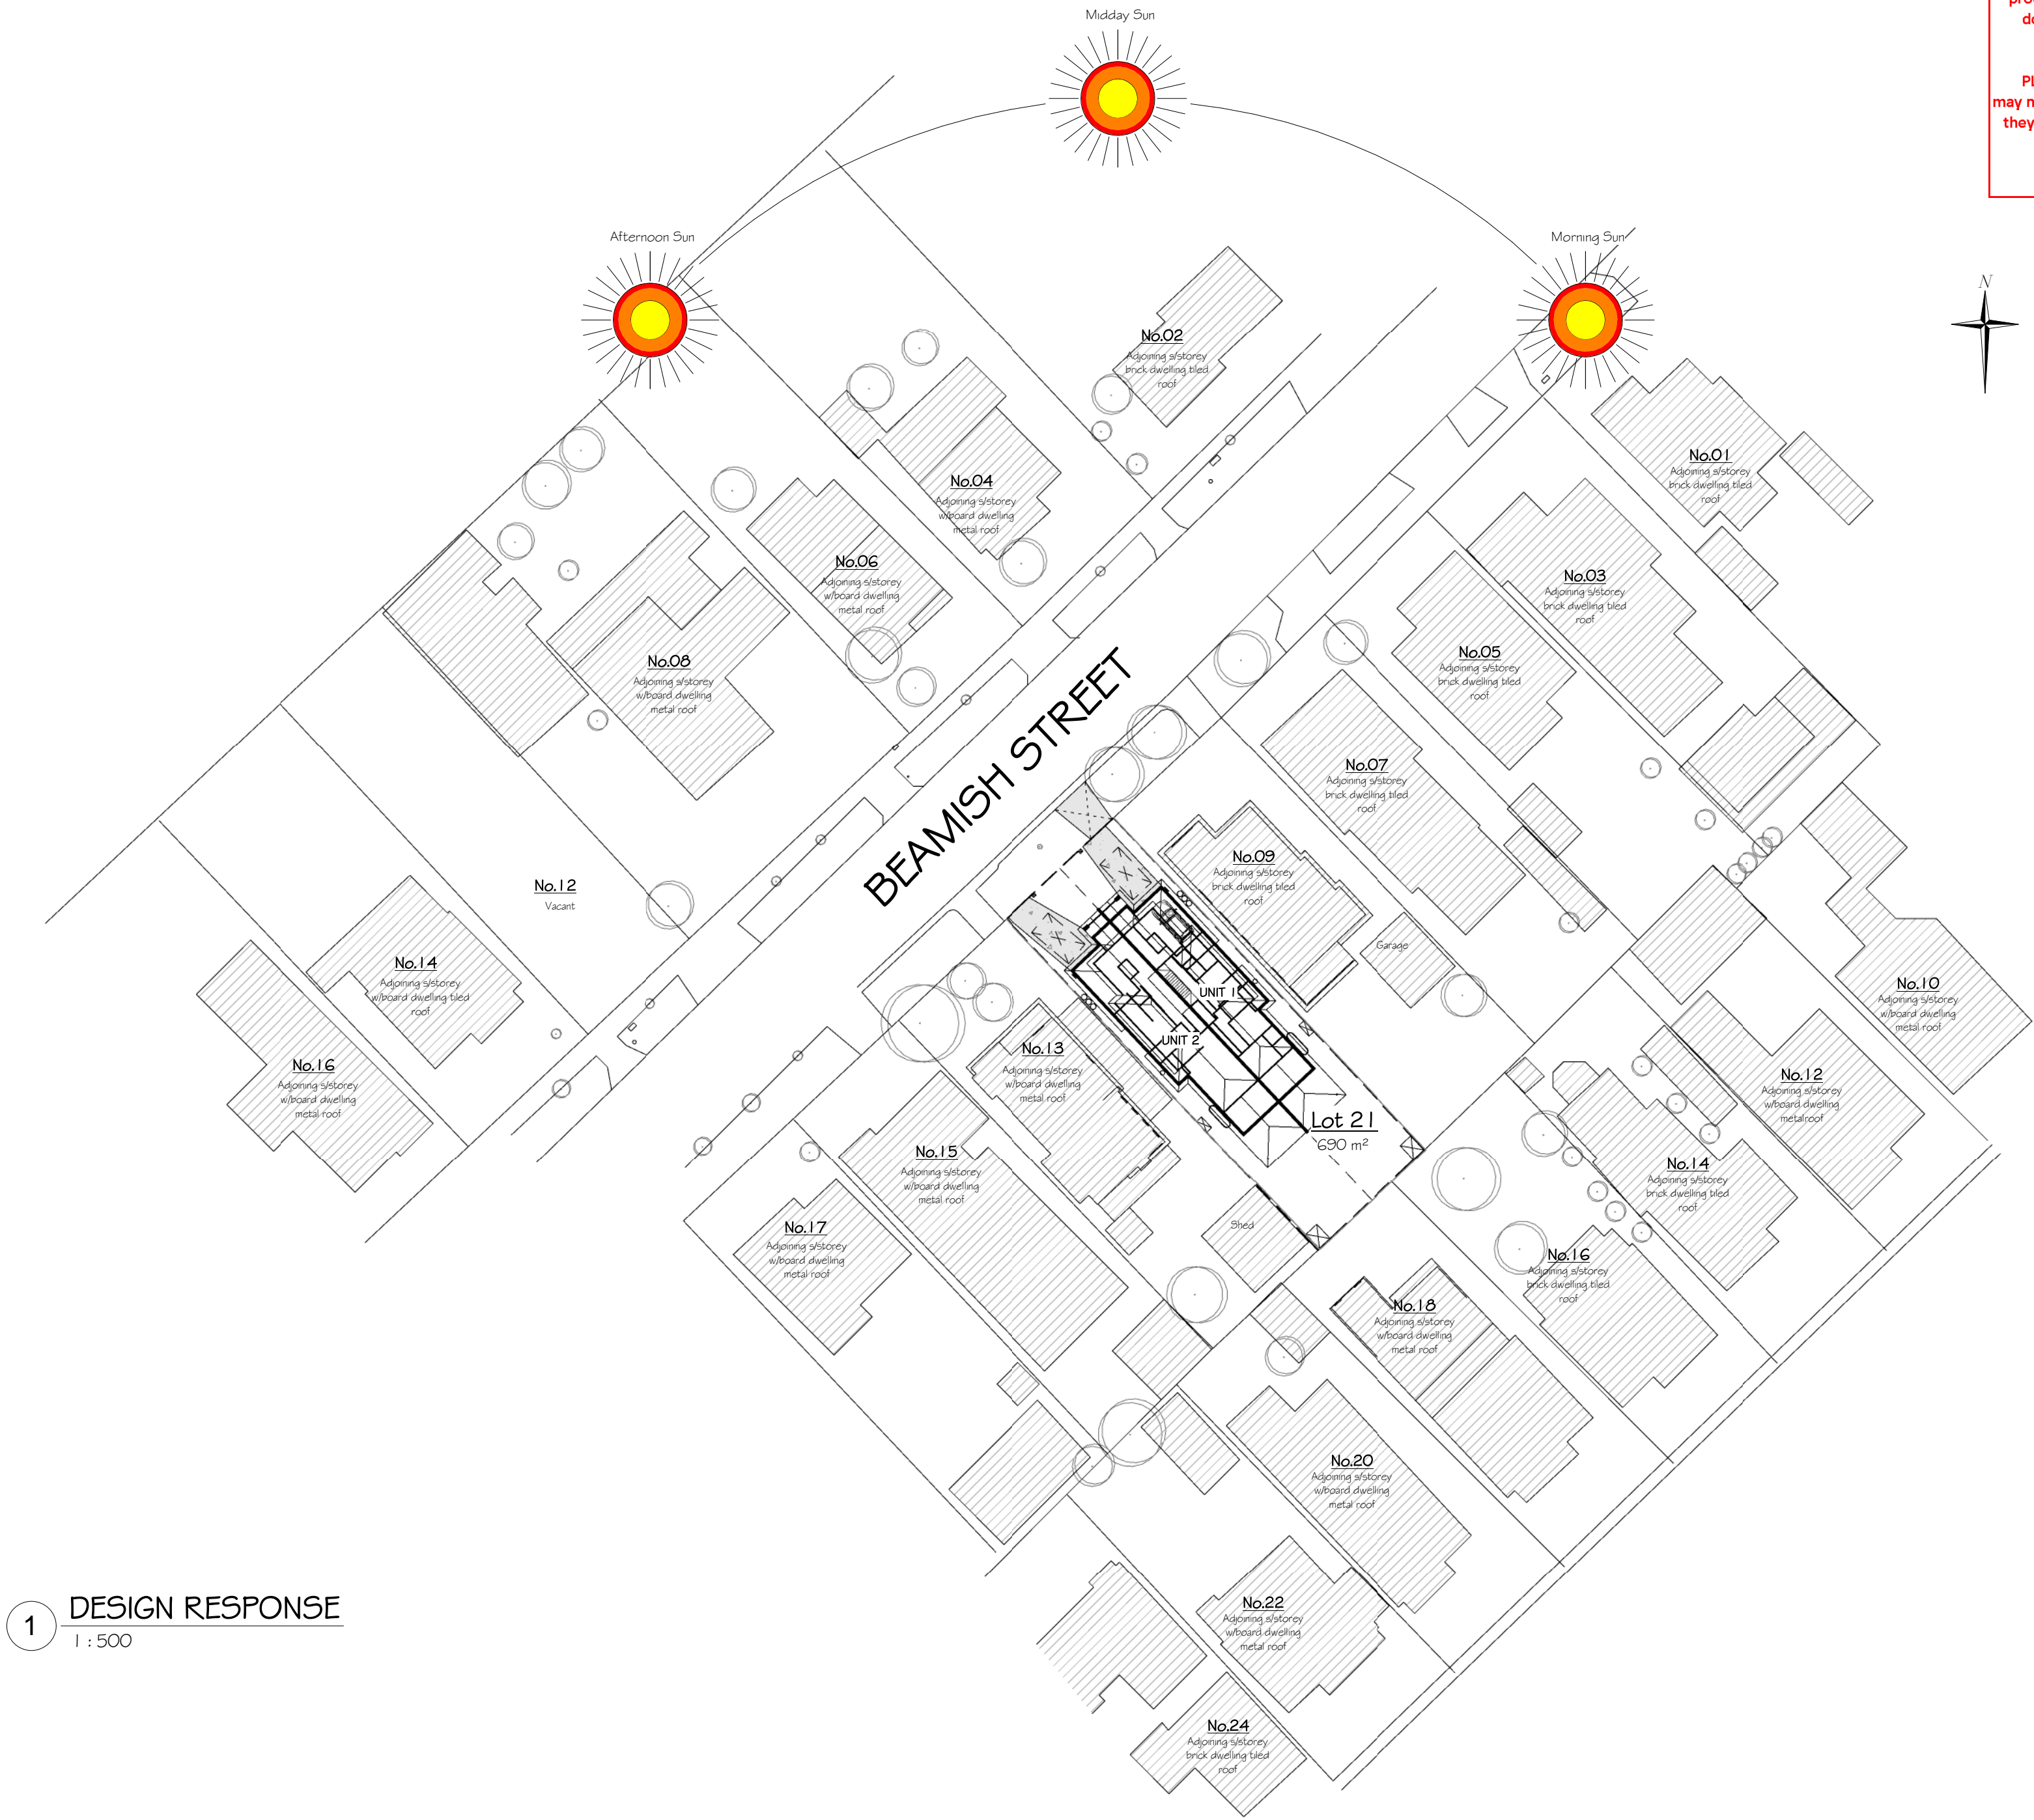 Midday Sun
Afternoon Sun
Morning Sun
PL
may m
they
N
No.02
Adjoining s/storey
brick dwelling tiled
roof
No.04
Adjoining s/storey
w/board dwelling
metal roof
No.06
Adjoining s/storey
w/board dwelling
metal roof
No.08
Adjoining s/storey
w/board dwelling
metal roof
No.12
Vacant
No.14
Adjoining s/storey
w/board dwelling tiled
roof
No.16
Adjoining s/storey
w/board dwelling
metal roof
BEAMISH STREET
No.01
Adjoining s/storey
brick dwelling tiled
roof
No.03
Adjoining s/storey
brick dwelling tiled
roof
No.05
Adjoining s/storey
brick dwelling tiled
roof
No.07
Adjoining s/storey
brick dwelling tiled
roof
No.09
Adjoining s/storey
brick dwelling tiled
roof
Garage
UNIT 1
UNIT 2
Lot 21
690 m²
No.13
Adjoining s/storey
w/board dwelling
metal roof
Shed
No.15
Adjoining s/storey
w/board dwelling
metal roof
No.17
Adjoining s/storey
w/board dwelling
metal roof
No.10
Adjoining s/storey
w/board dwelling
metal roof
No.12
Adjoining s/storey
w/board dwelling
metalroof
No.14
Adjoining s/storey
brick dwelling tiled
roof
No.16
Adjoining s/storey
brick dwelling tiled
roof
No.18
Adjoining s/storey
w/board dwelling
metal roof
No.20
Adjoining s/storey
w/board dwelling
metal roof
No.22
Adjoining s/storey
w/board dwelling
metal roof
No.24
Adjoining s/storey
brick dwelling tiled
roof
1 DESIGN RESPONSE
1 : 500